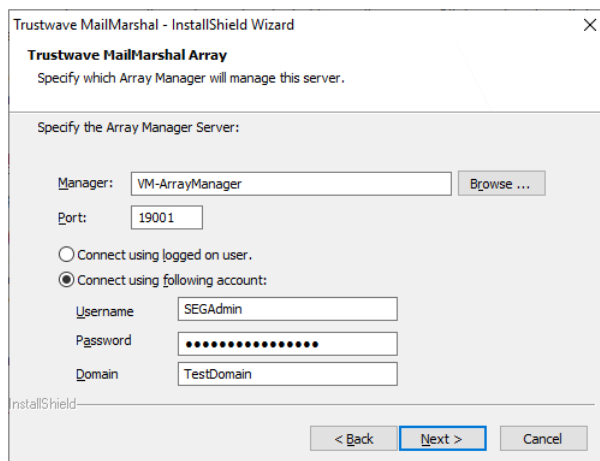 Trustwave MailMarshal - InstallShield Wizard
Trustwave MailMarshal Array
Specify which Array Manager will manage this server.
Specify the Array Manager Server:
Manager: VM-ArrayManager Browse ...
Port: 19001
Connect using logged on user.
Connect using following account:
Username SEGAdmin
Password ●●●●●●●●●●●●●●●●
Domain TestDomain
InstallShield
< Back Next > Cancel